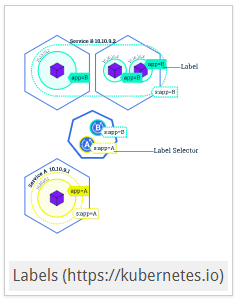 Service B 10.10.9.2
app=B
app=B
Label
s:app=B
B
s:app=B
A
s:app=A
Label Selector
Service A 10.10.9.1
app=A
s:app=A
Labels (https://kubernetes.io)